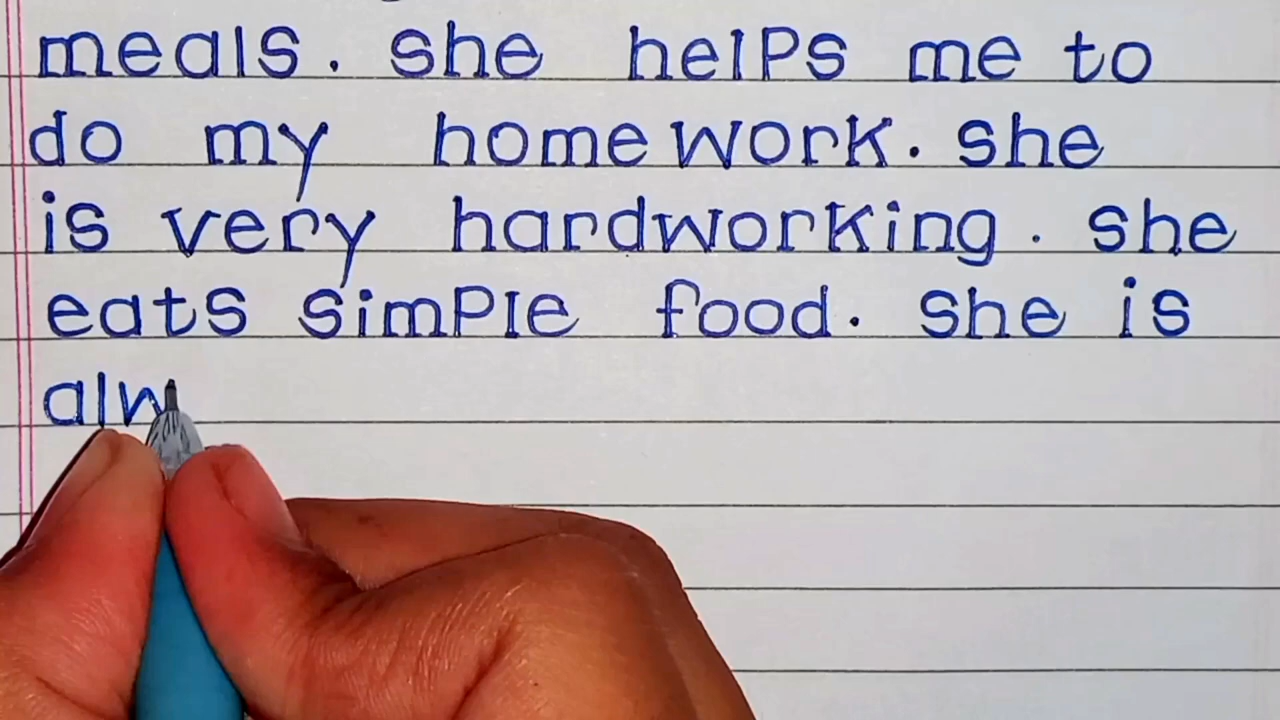 meals. she helps me to
do my homework. she
is very hardworking. she
eats simple food. she is
alw